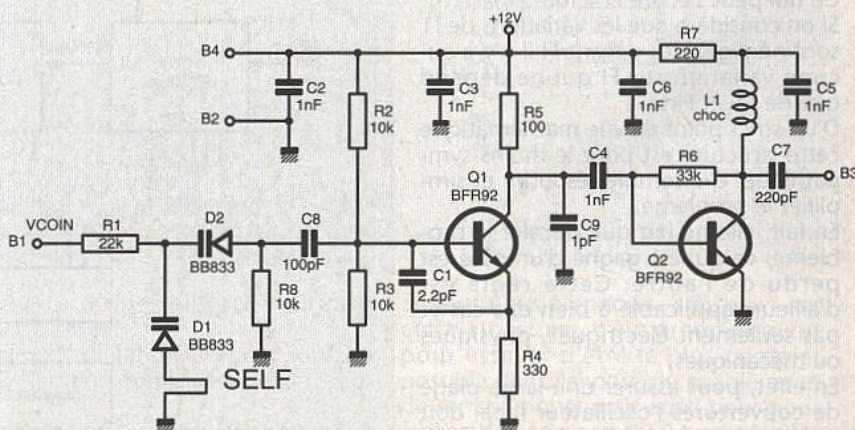 +12V
B4
B2
C2
1nF
R2
10k
C3
1nF
R5
100
C6
1nF
R7
220
L1
choc
C5
1nF
Q1
BFR92
C4
1nF
R6
33k
C7
220pF
B3
C9
1pF
Q2
BFR92
B1
VCOIN
R1
22k
D2
BB833
C8
100pF
R8
10k
R3
10k
C1
2,2pF
D1
BB833
SELF
R4
330